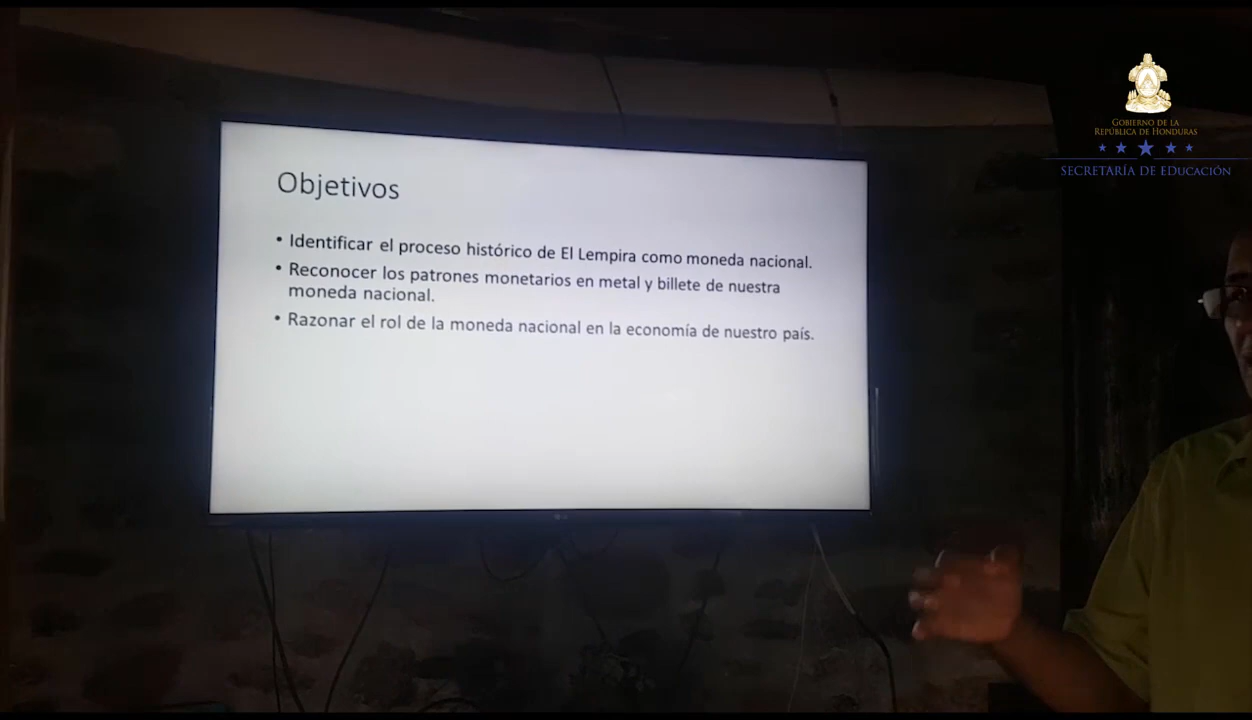 Objetivos
• Identificar el proceso histórico de El Lempira como moneda nacional.
• Reconocer los patrones monetarios en metal y billete de nuestra
moneda nacional.
• Razonar el rol de la moneda nacional en la economía de nuestro país.
GOBIERNO DE LA
REPÚBLICA DE HONDURAS
SECRETARÍA DE EDUCACIÓN
LG